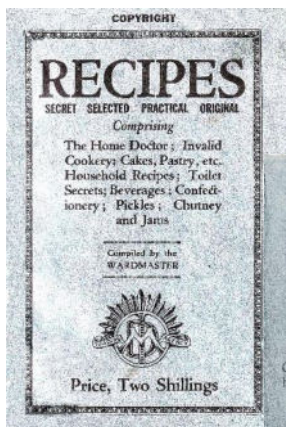 COPYRIGHT
RECIPES
SECRET SELECTED PRACTICAL ORIGINAL
Comprising
The Home Doctor; Invalid
Cookery; Cakes, Pastry, etc.
Household Recipes; Toilet
Secrets; Beverages; Confect-
ionery; Pickles; Chutney
and Jams
Compiled by the
WARDMASTER
Price, Two Shillings